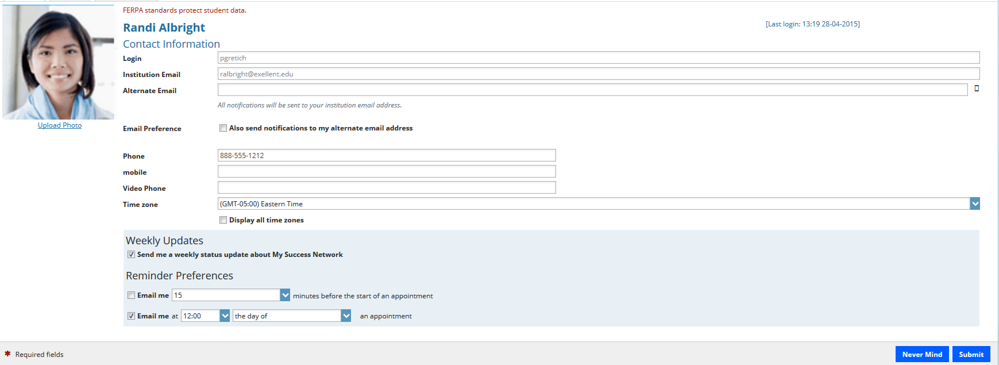 FERPA standards protect student data.
Randi Albright
[Last login: 13:19 28-04-2015]
Contact Information
Login pgretich
Institution Email ralbright@exellent.edu
Alternate Email
All notifications will be sent to your institution email address.
Upload Photo
Email Preference Also send notifications to my alternate email address
Phone 888-555-1212
mobile
Video Phone
Time zone (GMT-05:00) Eastern Time
Display all time zones
Weekly Updates
Send me a weekly status update about My Success Network
Reminder Preferences
Email me 15 minutes before the start of an appointment
Email me at 12:00 the day of an appointment
* Required fields
Never Mind Submit